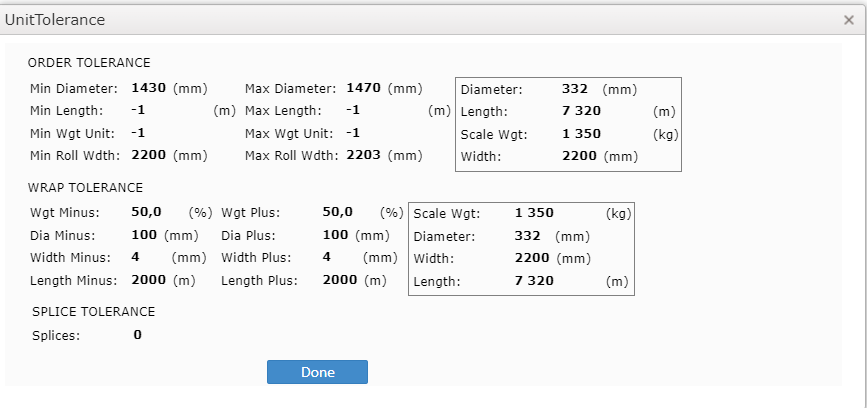 UnitTolerance ×
ORDER TOLERANCE
Min Diameter: 1430 (mm) Max Diameter: 1470 (mm) Diameter: 332 (mm)
Min Length: -1 (m) Max Length: -1 (m) Length: 7 320 (m)
Min Wgt Unit: -1 Max Wgt Unit: -1 Scale Wgt: 1 350 (kg)
Min Roll Wdth: 2200 (mm) Max Roll Wdth: 2203 (mm) Width: 2200 (mm)
WRAP TOLERANCE
Wgt Minus: 50,0 (%) Wgt Plus: 50,0 (%) Scale Wgt: 1 350 (kg)
Dia Minus: 100 (mm) Dia Plus: 100 (mm) Diameter: 332 (mm)
Width Minus: 4 (mm) Width Plus: 4 (mm) Width: 2200 (mm)
Length Minus: 2000 (m) Length Plus: 2000 (m) Length: 7 320 (m)
SPLICE TOLERANCE
Splices: 0
Done